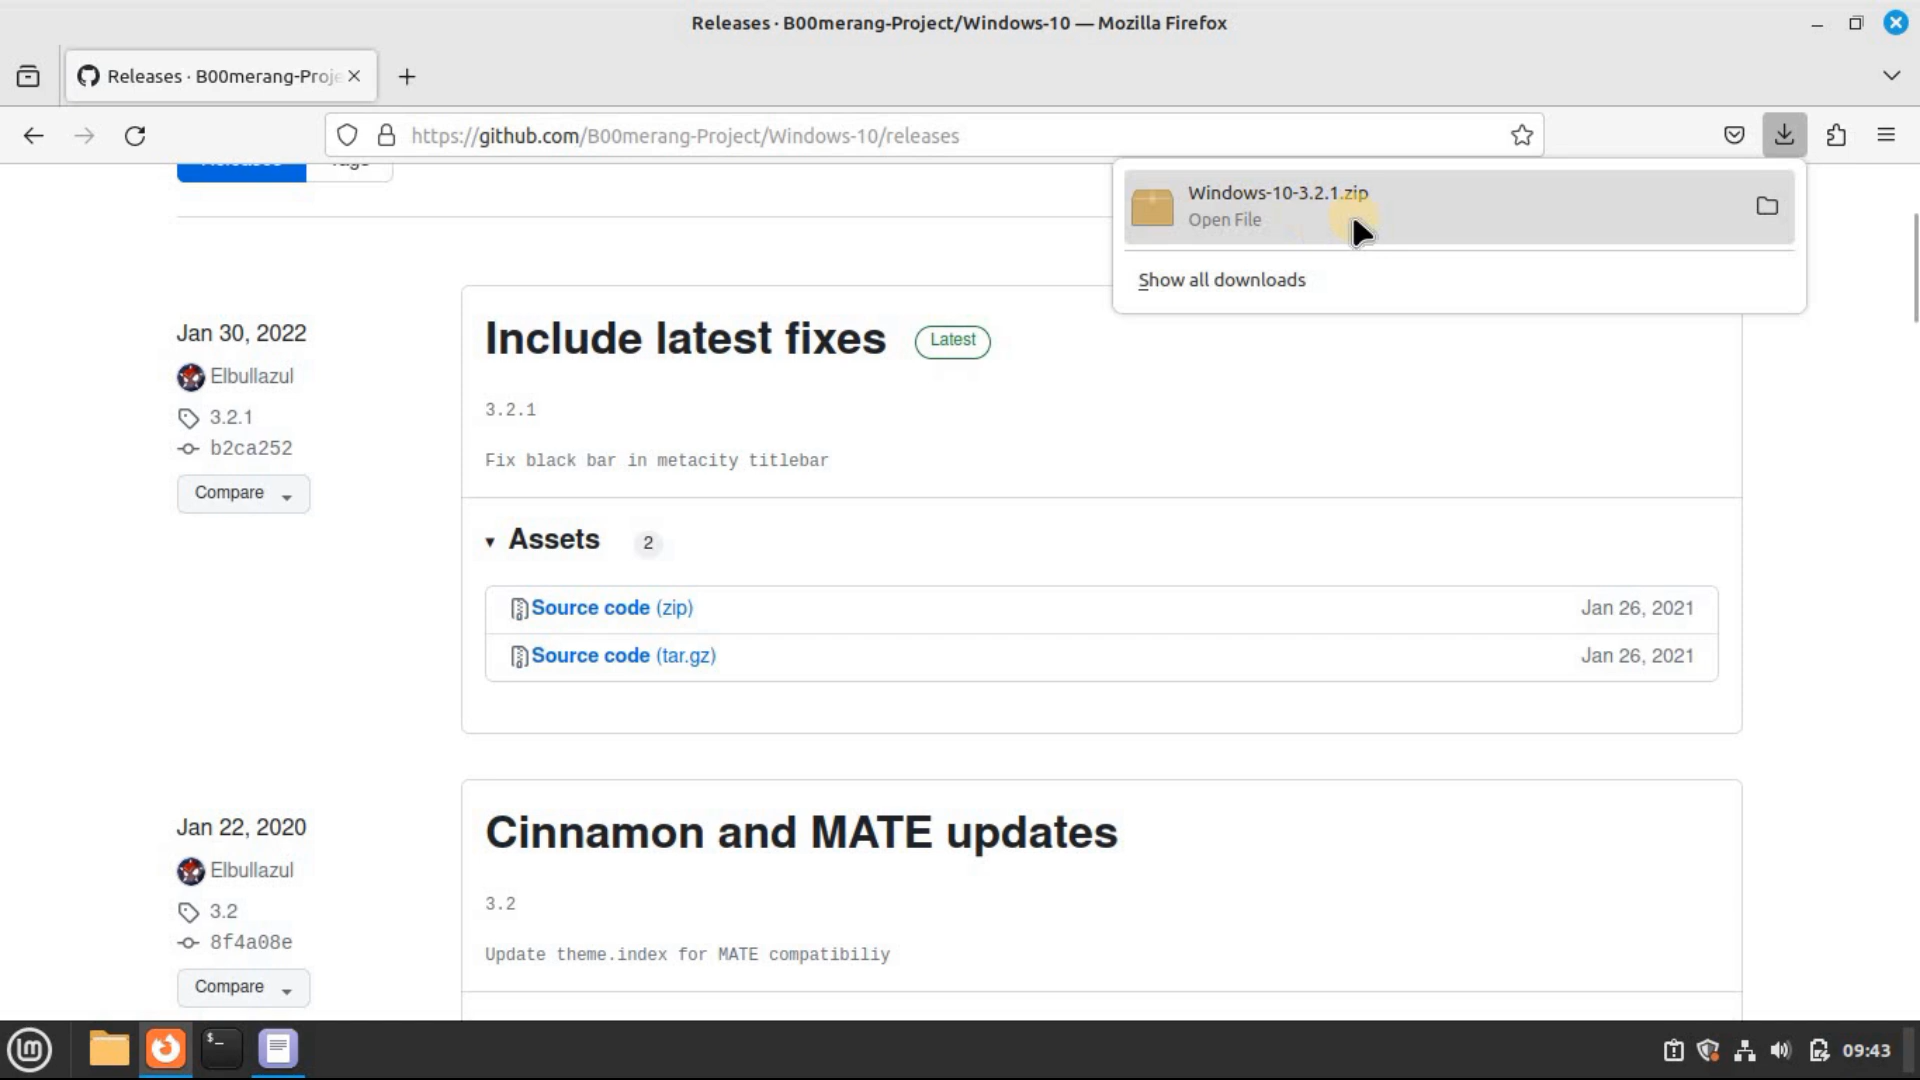 Releases · B00merang-Project/Windows-10 — Mozilla Firefox
Releases · B00merang-Proje
https://github.com/B00merang-Project/Windows-10/releases
Windows-10-3.2.1.zip
Open File
Show all downloads
Releases
Tags
Jan 30, 2022
Elbullazul
3.2.1
b2ca252
Compare
Include latest fixes
Latest
3.2.1
Fix black bar in metacity titlebar
Assets 2
Source code (zip) Jan 26, 2021
Source code (tar.gz) Jan 26, 2021
Jan 22, 2020
Elbullazul
3.2
8f4a08e
Compare
Cinnamon and MATE updates
3.2
Update theme.index for MATE compatibiliy
09:43